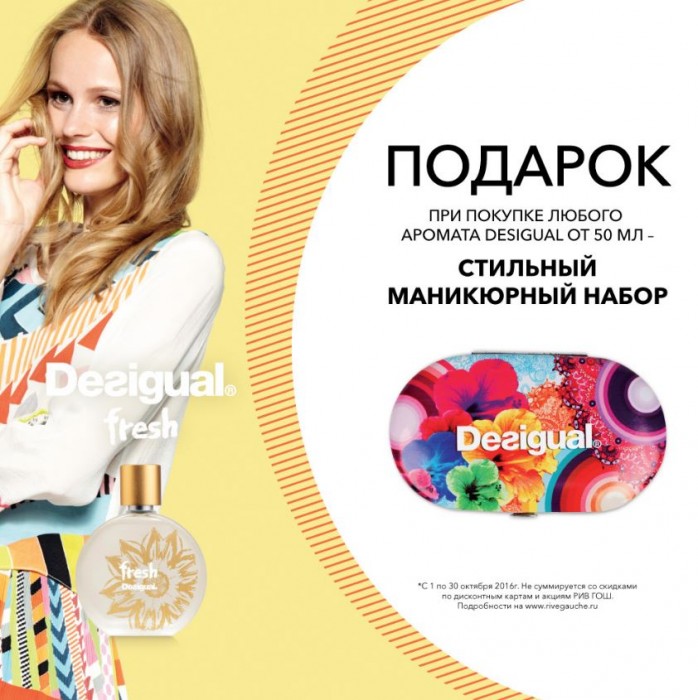 ПОДАРОК
ПРИ ПОКУПКЕ ЛЮБОГО
АРОМАТА DESIGUAL ОТ 50 МЛ –
СТИЛЬНЫЙ
МАНИКЮРНЫЙ НАБОР
Desigual®
fresh
fresh
Desigual.
Desigual®
*С 1 по 30 октября 2016г. Не суммируется со скидками
по дисконтным картам и акциям РИВ ГОШ.
Подробности на www.rivegauche.ru